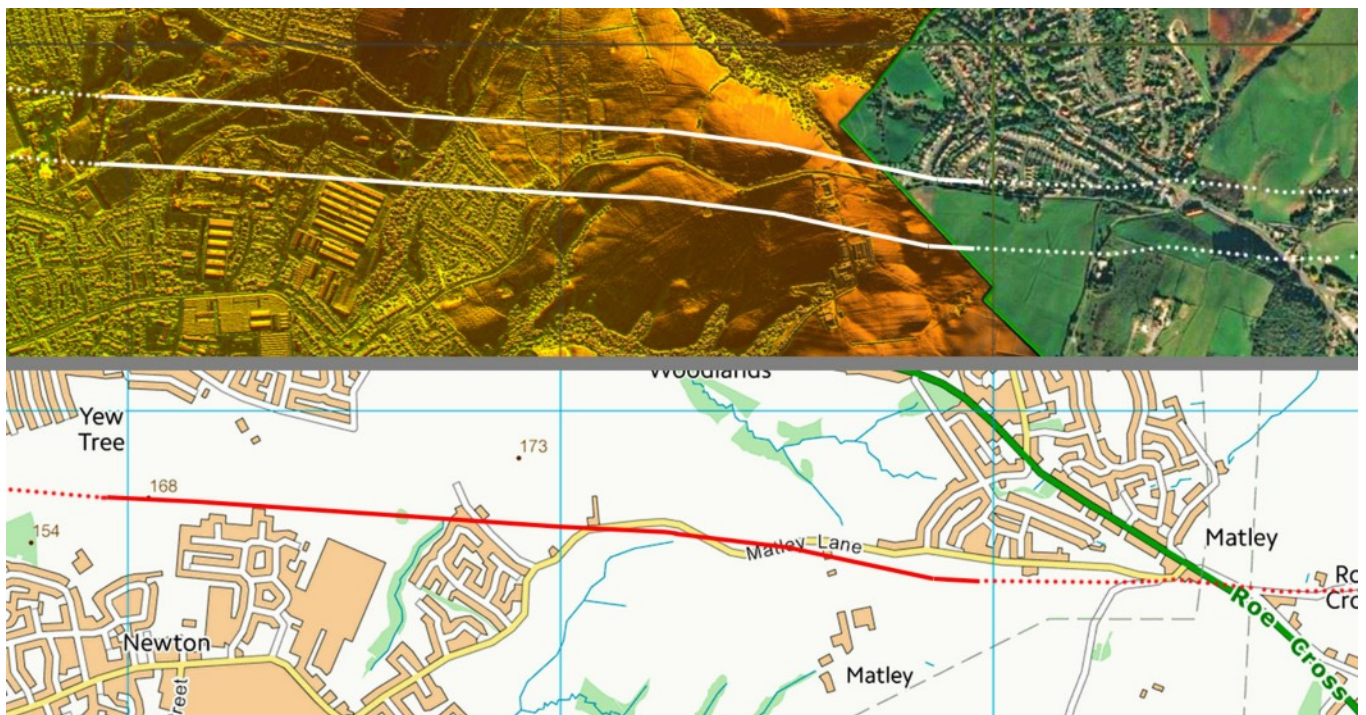 Woodlands
Yew
Tree
173
168
154
Matley Lane
Matley
Roe Cross
Newton
Matley